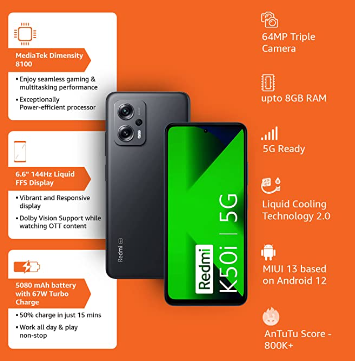 MediaTek Dimensity
8100
• Enjoy seamless gaming &
multitasking performance
• Exceptionally
Power-efficient processor
6.6" 144Hz Liquid
FFS Display
• Vibrant and Responsive
display
• Dolby Vision Support while
watching OTT content
5080 mAh battery
with 67W Turbo
Charge
• 50% charge in just 15 mins
• Work all day & play
non-stop
Redmi
Redmi
K50i | 5G
64MP Triple
Camera
upto 8GB RAM
5G Ready
Liquid Cooling
Technology 2.0
MIUI 13 based
on Android 12
AnTuTu Score -
800K+